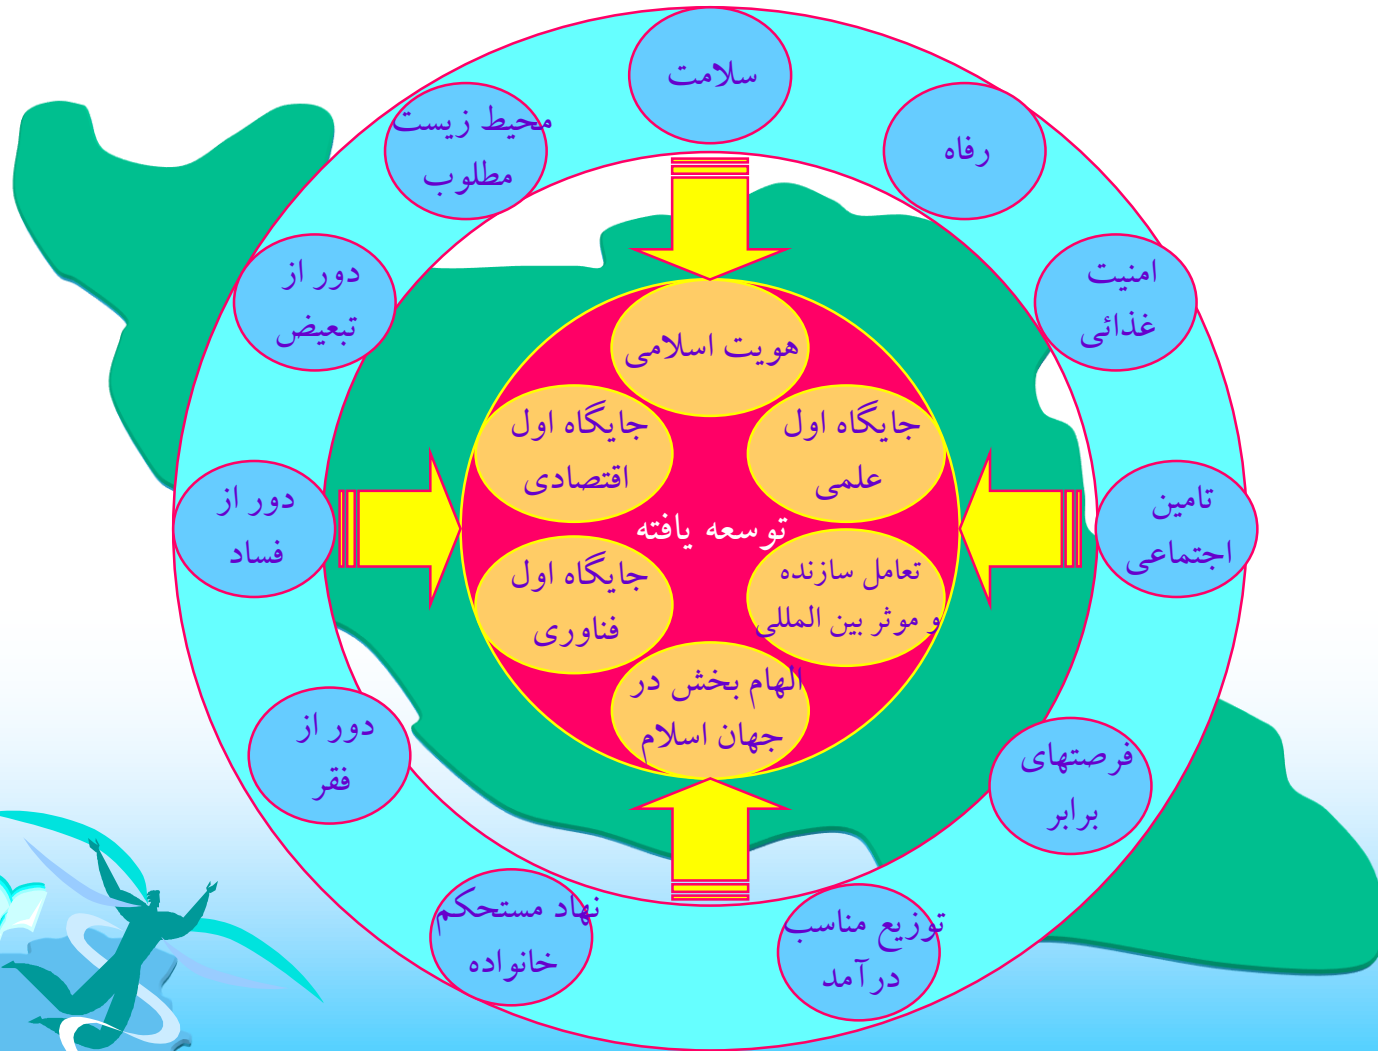 سلامت
رفاه
امنیت
غذائی
تامین
اجتماعی
فرصتهای
برابر
توزیع مناسب
درآمد
نهاد مستحکم
خانواده
دور از
فقر
دور از
فساد
دور از
تبعیض
محیط زیست
مطلوب
هویت اسلامی
جایگاه اول
علمی
تعامل سازنده
و موثر بین المللی
الهام بخش در
جهان اسلام
جایگاه اول
فناوری
جایگاه اول
اقتصادی
توسعه یافته